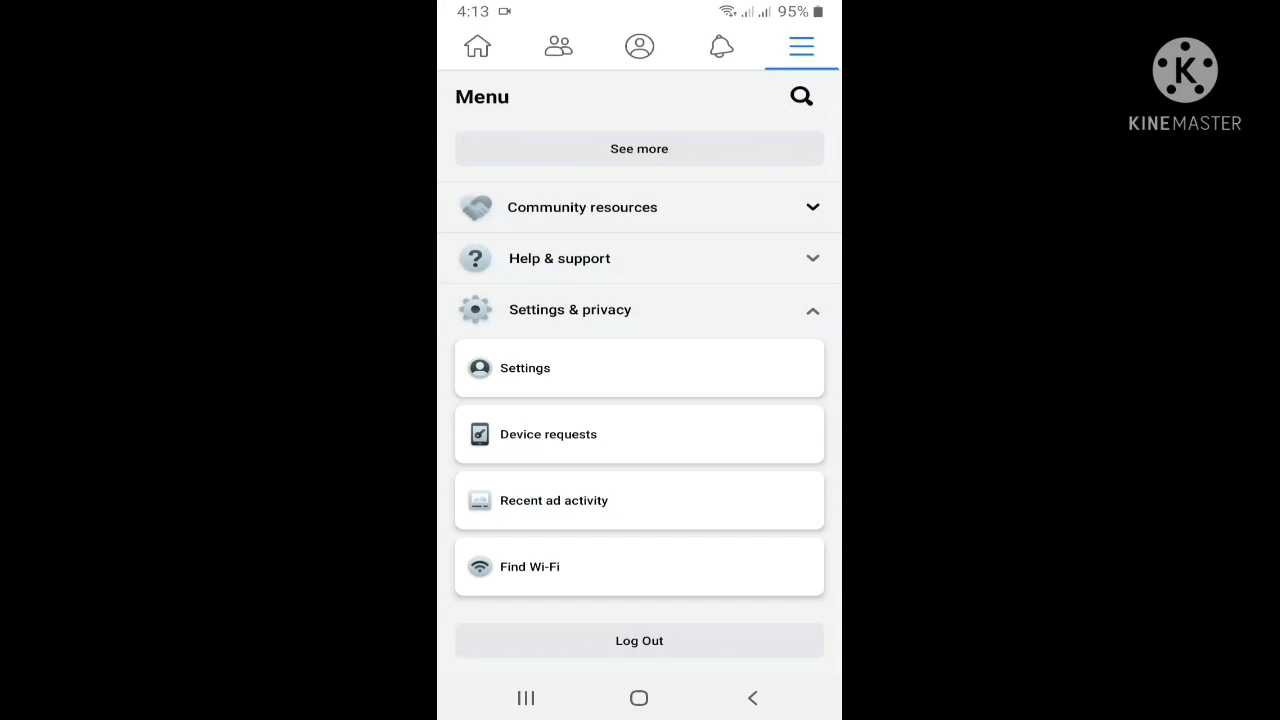 4:13
95%
KINEMASTER
Menu
See more
Community resources
Help & support
Settings & privacy
Settings
Device requests
Recent ad activity
Find Wi-Fi
Log Out